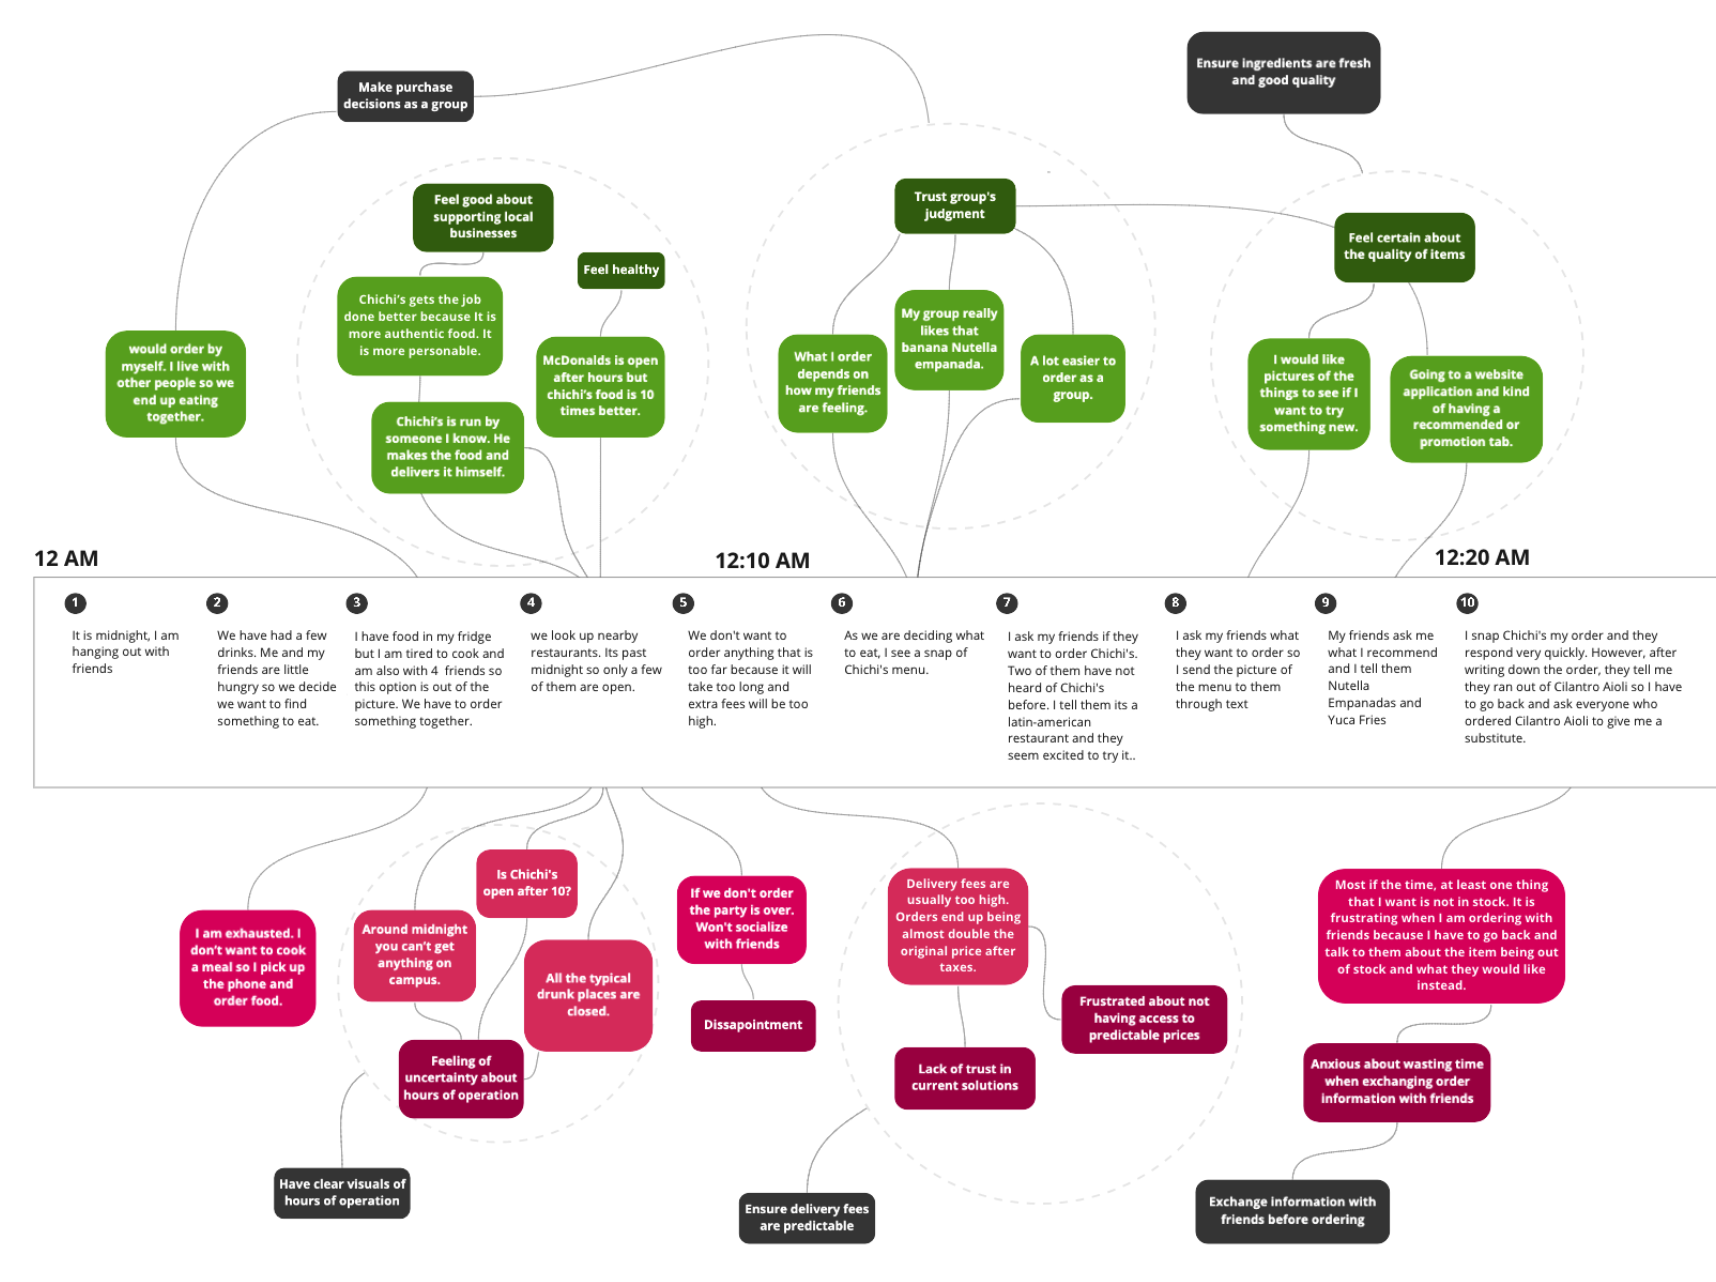 Make purchase
decisions as a group
Ensure ingredients are fresh
and good quality
Feel good about
supporting local
businesses
Feel healthy
Trust group's
judgment
Feel certain about
the quality of items
would order by
myself. I live with
other people so we
end up eating
together.
Chichi's gets the job
done better because It is
more authentic food. It
is more personable.
Chichi's is run by
someone I know. He
makes the food and
delivers it himself.
McDonalds is open
after hours but
chichi's food is 10
times better.
What I order
depends on
how my friends
are feeling.
My group really
likes that
banana Nutella
empanada.
A lot easier to
order as a
group.
I would like
pictures of the
things to see if I
want to try
something new.
Going to a website
application and kind
of having a
recommended or
promotion tab.
12 AM
12:10 AM
12:20 AM
1
It is midnight, I am
hanging out with
friends
2
We have had a few
drinks. Me and my
friends are little
hungry so we decide
we want to find
something to eat.
3
I have food in my fridge
but I am tired to cook and
am also with 4 friends so
this option is out of the
picture. We have to order
something together.
4
we look up nearby
restaurants. Its past
midnight so only a few
of them are open.
5
We don't want to
order anything that is
too far because it will
take too long and
extra fees will be too
high.
6
As we are deciding what
to eat, I see a snap of
Chichi's menu.
7
I ask my friends if they
want to order Chichi's.
Two of them have not
heard of Chichi's
before. I tell them its a
latin-american
restaurant and they
seem excited to try it..
8
I ask my friends what
they want to order so
I send the picture of
the menu to them
through text
9
My friends ask me
what I recommend
and I tell them
Nutella
Empanadas and
Yuca Fries
10
I snap Chichi's my order and they
respond very quickly. However, after
writing down the order, they tell me
they ran out of Cilantro Aioli so I have
to go back and ask everyone who
ordered Cilantro Aioli to give me a
substitute.
I am exhausted. I
don't want to cook
a meal so I pick up
the phone and
order food.
Around midnight
you can't get
anything on
campus.
Is Chichi's
open after 10?
All the typical
drunk places are
closed.
Feeling of
uncertainty about
hours of operation
Have clear visuals of
hours of operation
If we don't order
the party is over.
Won't socialize
with friends
Dissapointment
Delivery fees are
usually too high.
Orders end up being
almost double the
original price after
taxes.
Frustrated about not
having access to
predictable prices
Lack of trust in
current solutions
Ensure delivery fees
are predictable
Most if the time, at least one thing
that I want is not in stock. It is
frustrating when I am ordering with
friends because I have to go back and
talk to them about the item being out
of stock and what they would like
instead.
Anxious about wasting time
when exchanging order
information with friends
Exchange information with
friends before ordering